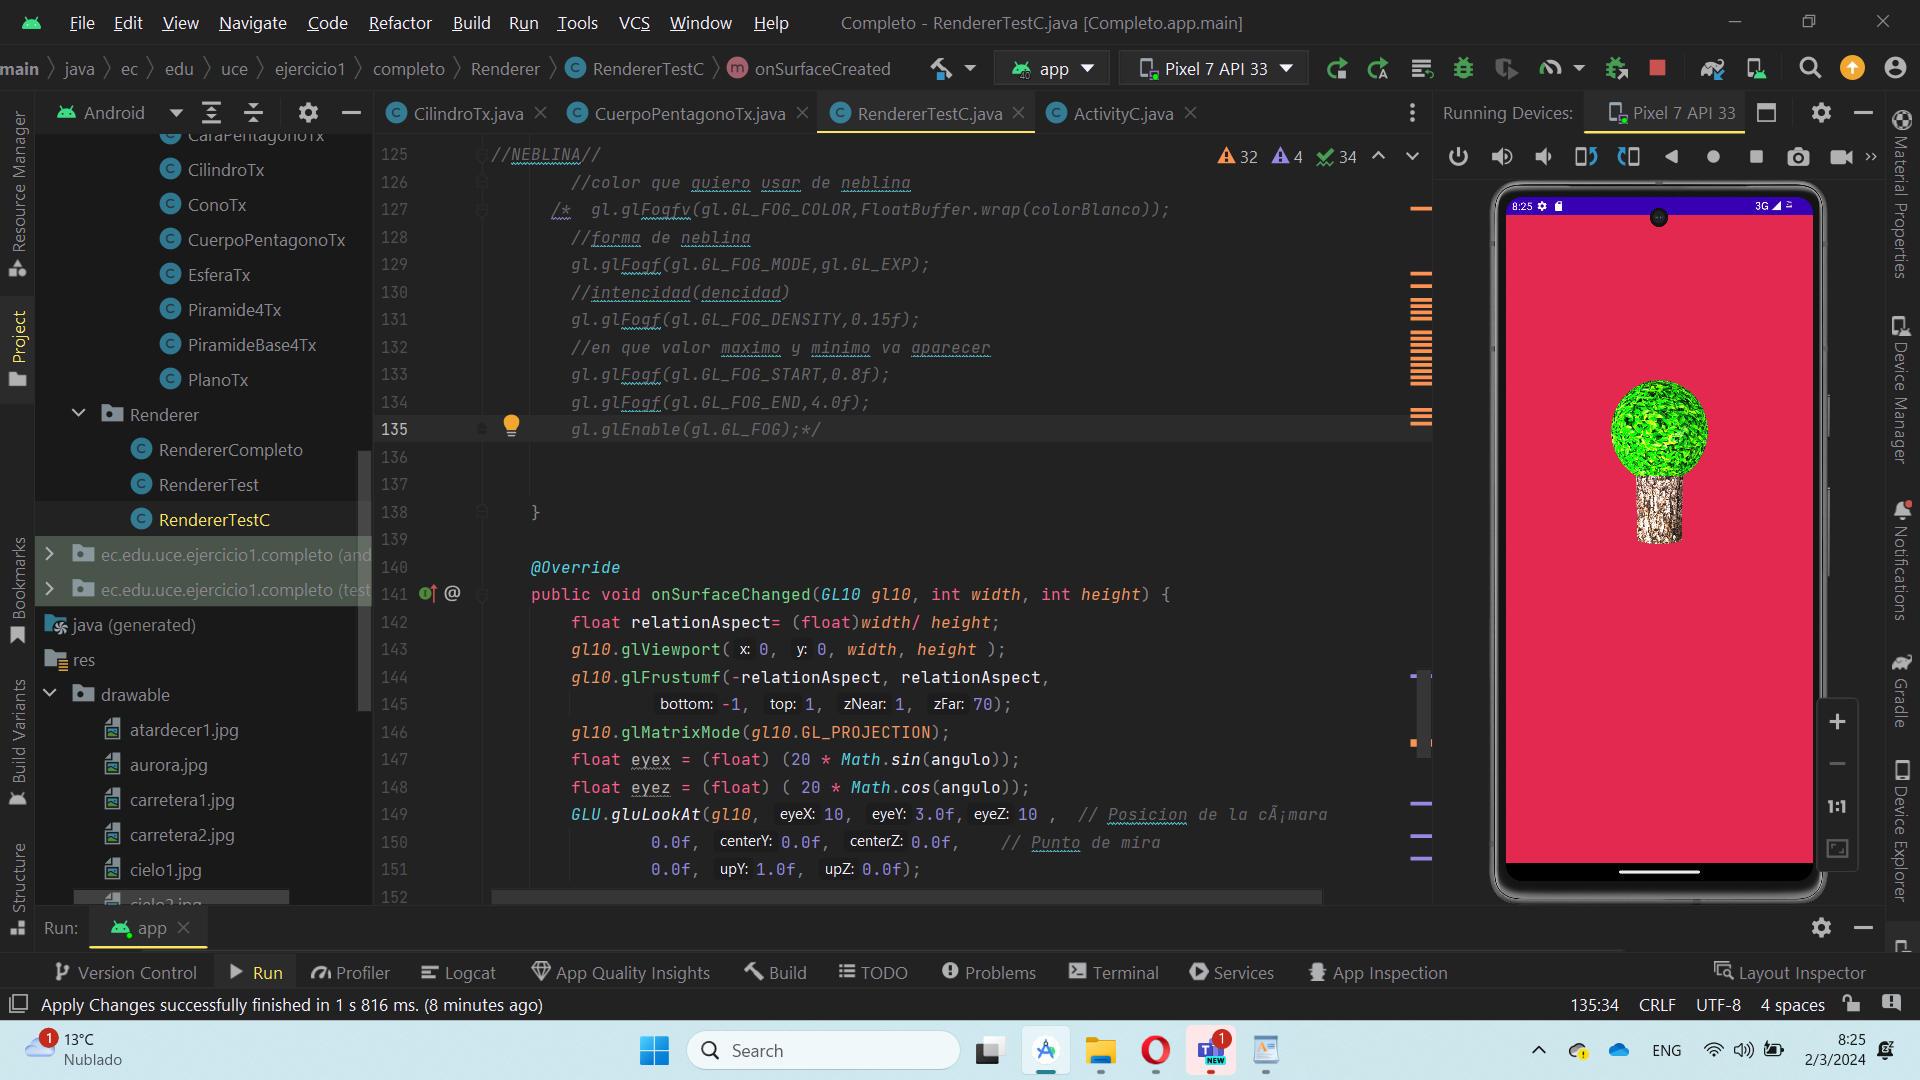 File Edit View Navigate Code Refactor Build Run Tools VCS Window Help Completo - RendererTestC.java [Completo.app.main]
main java ec edu uce ejercicio1 completo Renderer RendererTestC onSurfaceCreated app Pixel 7 API 33
Android CilindroTx.java CuerpoPentagonoTx.java RendererTestC.java ActivityC.java Running Devices: Pixel 7 API 33
CaraPentagonoTx
CilindroTx
ConoTx
CuerpoPentagonoTx
EsferaTx
Piramide4Tx
PiramideBase4Tx
PlanoTx
Renderer
RendererCompleto
RendererTest
RendererTestC
ec.edu.uce.ejercicio1.completo (and
ec.edu.uce.ejercicio1.completo (test
java (generated)
res
drawable
atardecer1.jpg
aurora.jpg
carretera1.jpg
carretera2.jpg
cielo1.jpg
cielo2.jpg
Resource Manager
Project
Bookmarks
Build Variants
Structure
32 4 34
125 //NEBLINA//
126 //color que quiero usar de neblina
127 /* gl.glFogfv(gl.GL_FOG_COLOR,FloatBuffer.wrap(colorBlanco));
128 //forma de neblina
129 gl.glFogf(gl.GL_FOG_MODE,gl.GL_EXP);
130 //intencidad(dencidad)
131 gl.glFogf(gl.GL_FOG_DENSITY,0.15f);
132 //en que valor maximo y minimo va aparecer
133 gl.glFogf(gl.GL_FOG_START,0.8f);
134 gl.glFogf(gl.GL_FOG_END,4.0f);
135 gl.glEnable(gl.GL_FOG);*/
136
137
138 }
139
140 @Override
141 @ public void onSurfaceChanged(GL10 gl10, int width, int height) {
142 float relationAspect= (float)width/ height;
143 gl10.glViewport( x: 0, y: 0, width, height );
144 gl10.glFrustumf(-relationAspect, relationAspect,
145 bottom: -1, top: 1, zNear: 1, zFar: 70);
146 gl10.glMatrixMode(gl10.GL_PROJECTION);
147 float eyex = (float) (20 * Math.sin(angulo));
148 float eyez = (float) ( 20 * Math.cos(angulo));
149 GLU.gluLookAt(gl10, eyeX: 10, eyeY: 3.0f, eyeZ: 10 , // Posicion de la cÃ¡mara
150 0.0f, centerY: 0.0f, centerZ: 0.0f, // Punto de mira
151 0.0f, upY: 1.0f, upZ: 0.0f);
152
8:25 3G
1:1
Material Properties
Device Manager
Notifications
Gradle
Device Explorer
Run: app
Version Control Run Profiler Logcat App Quality Insights Build TODO Problems Terminal Services App Inspection Layout Inspector
Apply Changes successfully finished in 1 s 816 ms. (8 minutes ago) 135:34 CRLF UTF-8 4 spaces
1 13°C
Nublado
Search
1
NEW
ENG
8:25
2/3/2024